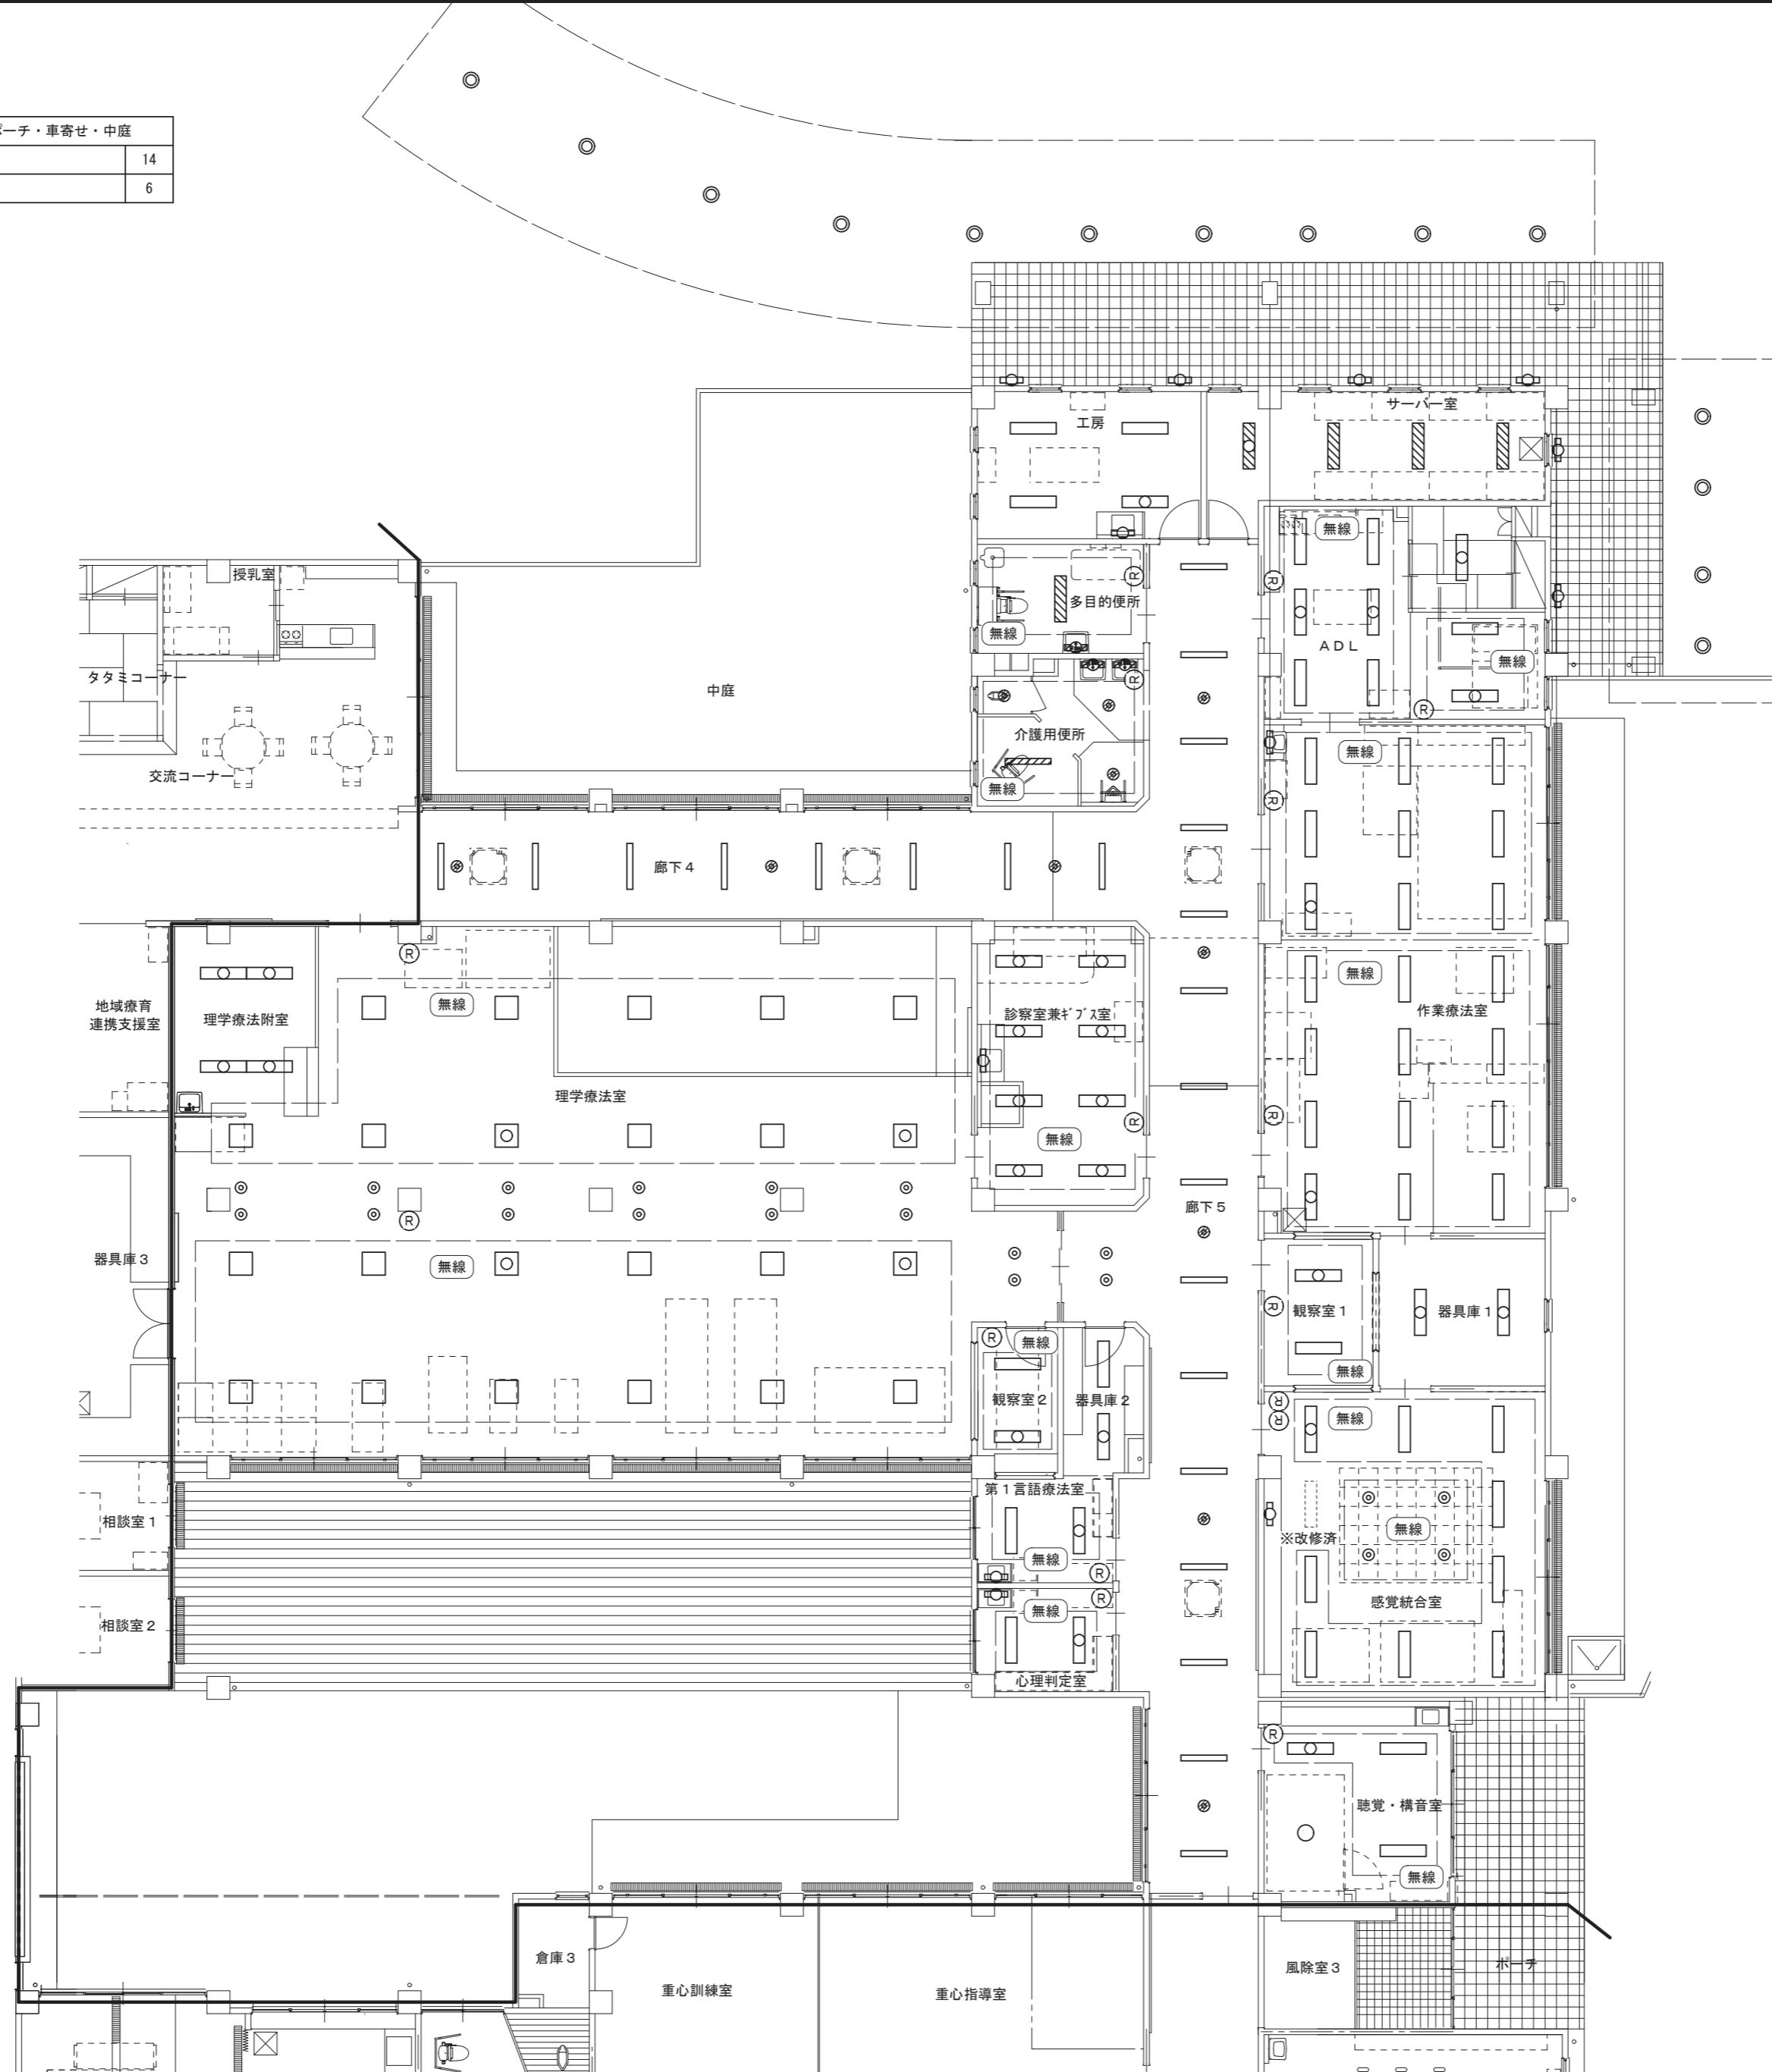 ポーチ・車寄せ・中庭
14
6
サーバー室
工房
無線
授乳室
R
R
多目的便所
無線
ADL
無線
タタミコーナー
中庭
R
R
介護用便所
無線
交流コーナー
無線
R
廊下4
R
無線
無線
地域療育
連携支援室
理学療法附室
診察室兼ｷﾞﾌﾟｽ室
作業療法室
理学療法室
R
R
無線
R
廊下5
器具庫3
無線
R
観察室1
器具庫1
R
無線
無線
観察室2
器具庫2
R
R
無線
第1言語療法室
相談室1
※改修済
無線
無線
R
R
無線
感覚統合室
相談室2
心理判定室
R
聴覚・構音室
無線
倉庫3
重心訓練室
重心指導室
風除室3
ポーチ